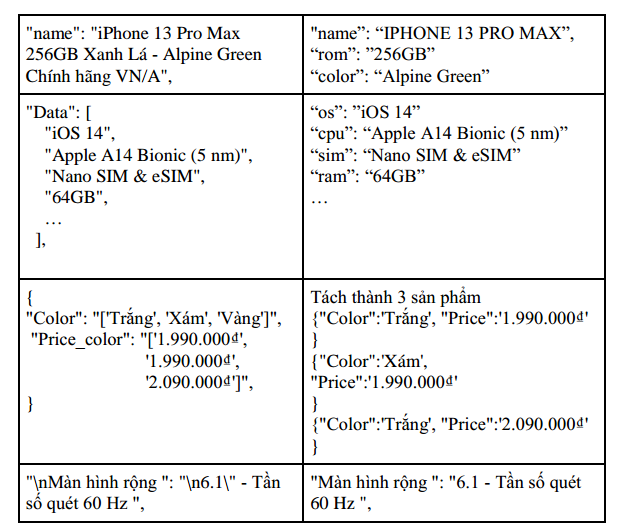 "name": "iPhone 13 Pro Max
256GB Xanh Lá - Alpine Green
Chính hãng VN/A",
"name”: “IPHONE 13 PRO MAX”,
“rom”: ”256GB”
“color”: “Alpine Green”
"Data": [
"iOS 14",
"Apple A14 Bionic (5 nm)",
"Nano SIM & eSIM",
"64GB",
…
],
“os”: ”iOS 14”
“cpu”: “Apple A14 Bionic (5 nm)”
“sim”: “Nano SIM & eSIM”
“ram”: “64GB”
…
{
"Color": "['Trắng', 'Xám', 'Vàng']",
"Price_color": "['1.990.000₫',
'1.990.000₫',
'2.090.000₫']",
}
Tách thành 3 sản phẩm
{"Color":'Trắng', "Price":'1.990.000₫'
}
{"Color":'Xám',
"Price":'1.990.000₫'
}
{"Color":'Trắng', "Price":'2.090.000₫'
}
"\nMàn hình rộng ": "\n6.1\" - Tần
số quét 60 Hz ",
"Màn hình rộng ": "6.1 - Tần số quét
60 Hz ",